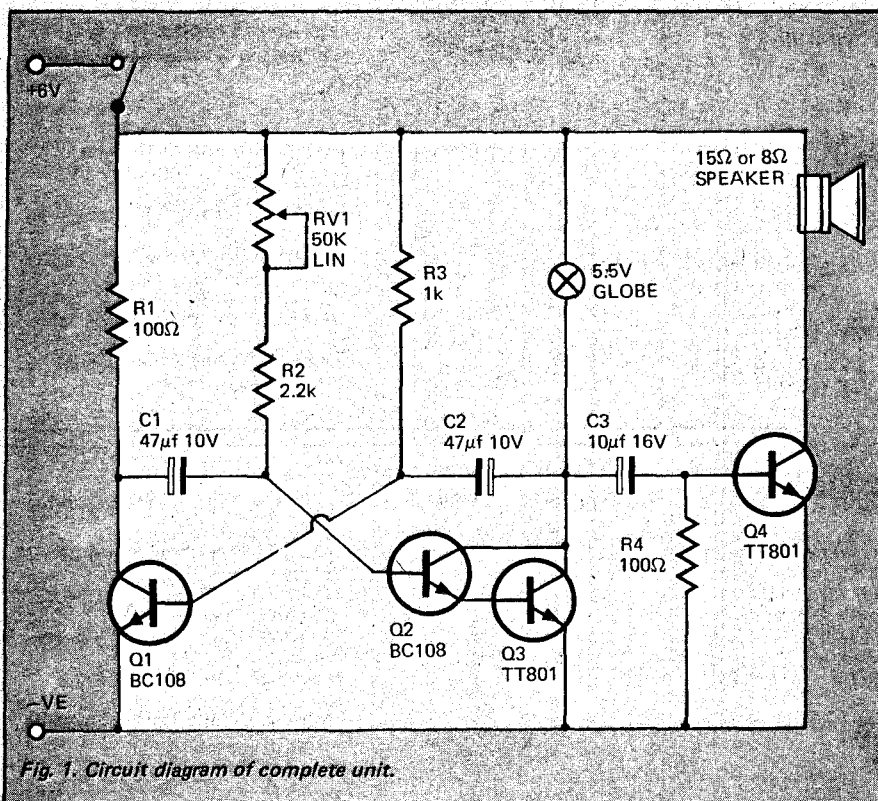 +6V
15Ω or 8Ω
SPEAKER
RV1
50K
LIN
R3
1k
5.5V
GLOBE
R1
100Ω
R2
2.2k
C1
47µf 10V
C2
47µf 10V
C3
10µf 16V
R4
100Ω
Q4
TT801
Q1
BC108
Q2
BC108
Q3
TT801
–VE
Fig. 1. Circuit diagram of complete unit.